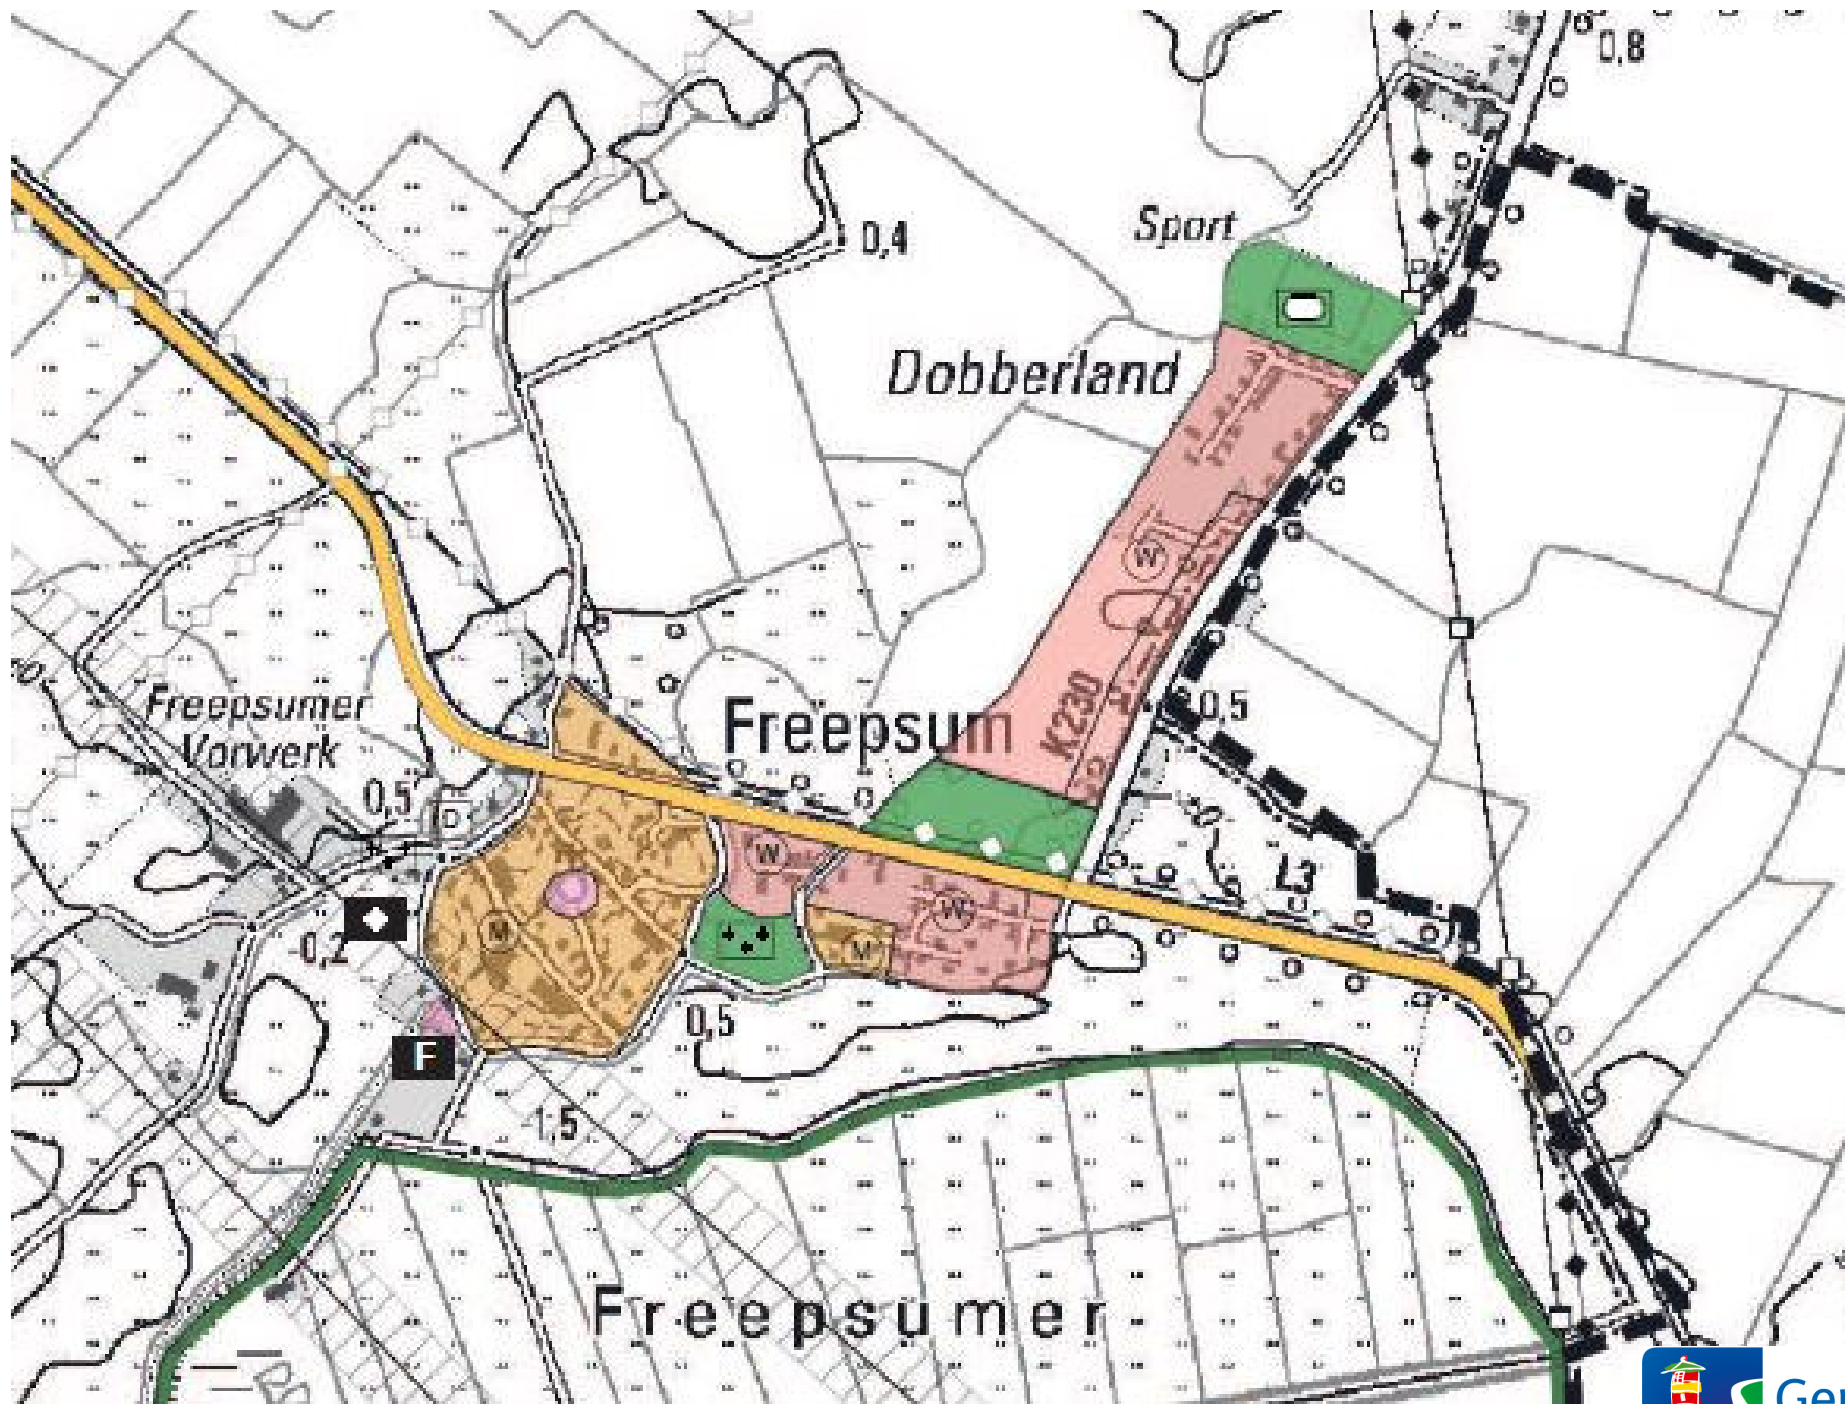 0,8
Sport
0,4
Dobberland
W
K230
0,5
Freepsum
Freepsumer
Vorwerk
0,5
D
W
L3
W
M
M
-0,2
0,5
F
-1,5
Freepsumer